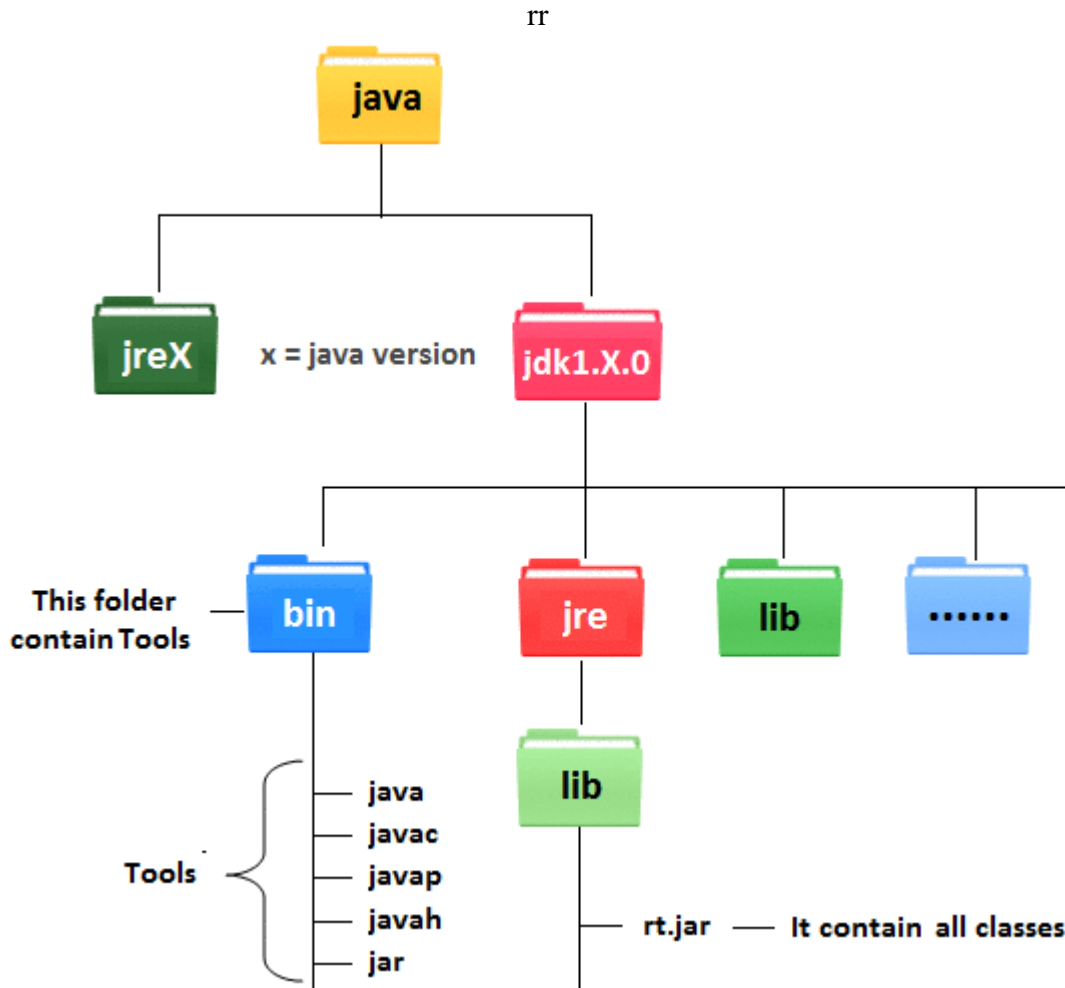 rr
java
jreX
x = java version
jdk1.X.0
This folder
contain Tools
bin
jre
lib
......
lib
Tools
java
javac
javap
javah
jar
rt.jar
It contain all classes